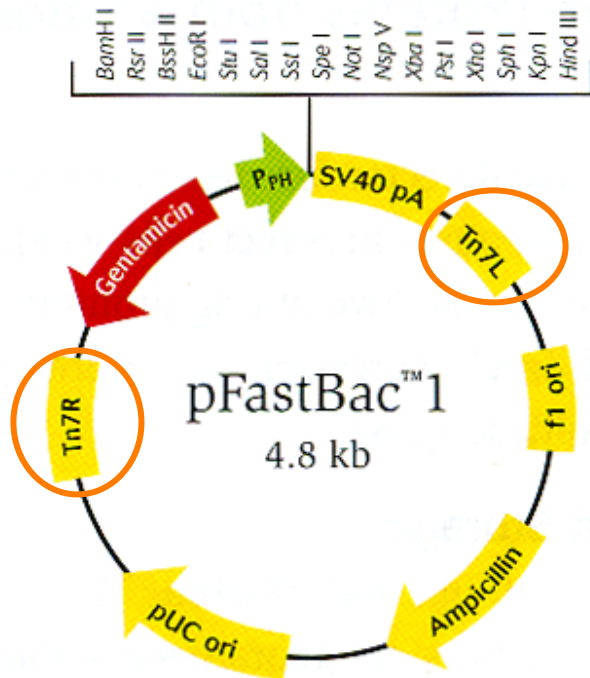 BamH I
Rsr II
BssH II
EcoR I
Stu I
Sal I
Sst I
Spe I
Not I
Nsp V
Xba I
Pst I
Xho I
Sph I
Kpn I
Hind III
PPH
SV40 pA
Tn7L
Gentamicin
f1 ori
Tn7R
pFastBac™1
4.8 kb
Ampicillin
pUC ori